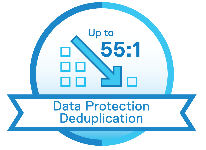 Up to
55:1
Data Protection
Deduplication